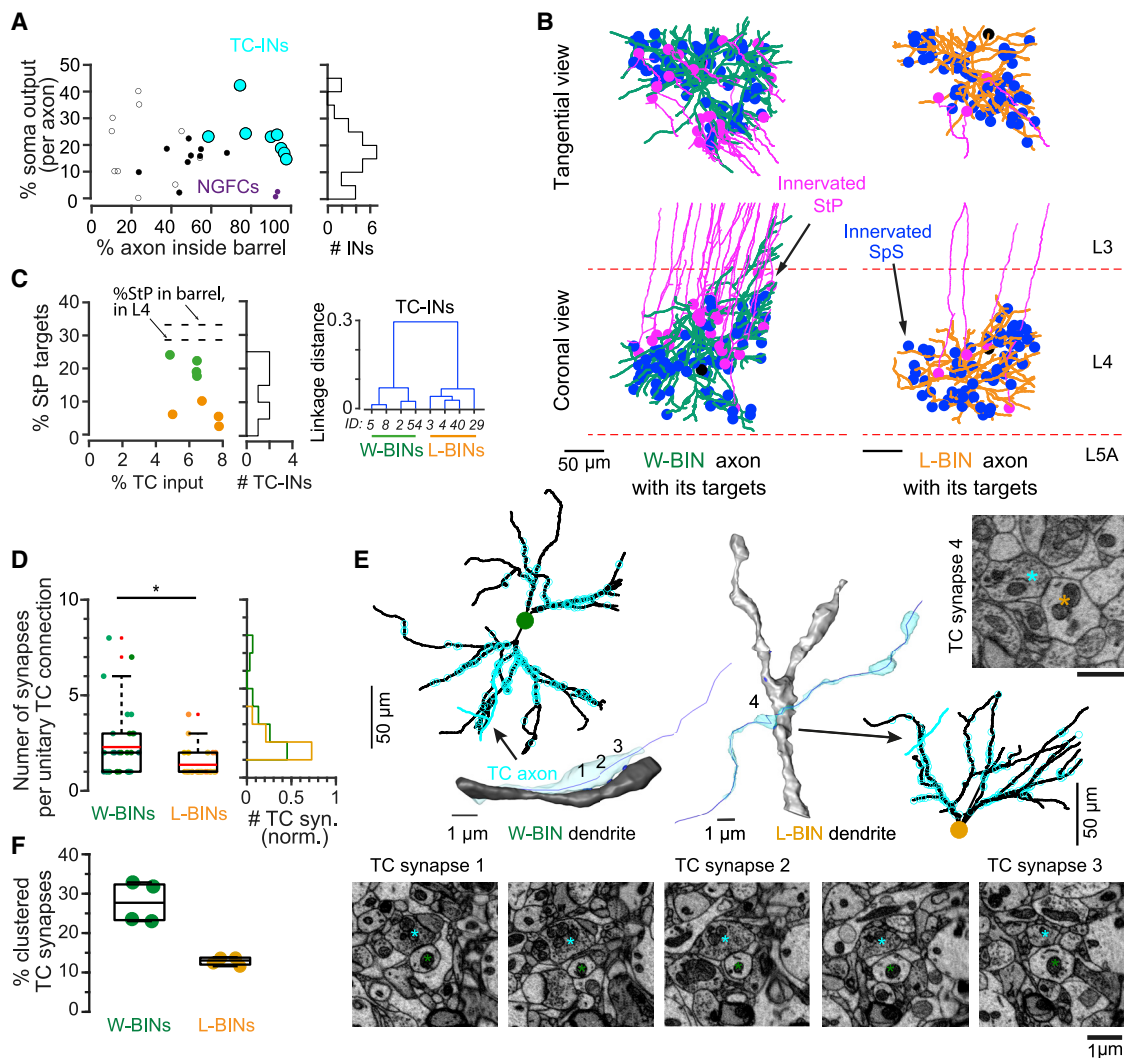 A
TC-INs
% soma output
(per axon)
50
40
30
20
10
0
NGFCs
0 20 40 60 80 100
% axon inside barrel
0 6
# INs
B
Tangential view
Innervated
StP
Innervated
SpS
Coronal view
L3
L4
L5A
50 µm
W-BIN axon
with its targets
L-BIN axon
with its targets
C
%StP in barrel,
in L4
% StP targets
40
30
20
10
0
0 2 4 6 8
% TC input
0 2 4
# TC-INs
TC-INs
Linkage distance
0.3
0
ID: 5 8 2 54 3 4 40 29
W-BINs L-BINs
D
*
Numer of synapses
per unitary TC connection
10
5
0
W-BINs L-BINs
0 0.5 1
# TC syn.
(norm.)
E
50 µm
TC axon
1 2 3
1 µm
W-BIN dendrite
4
1 µm
L-BIN dendrite
TC synapse 4
*
*
50 µm
TC synapse 1
TC synapse 2
TC synapse 3
* * * * *
* * * * *
1µm
F
% clustered
TC synapses
40
30
20
10
0
W-BINs L-BINs